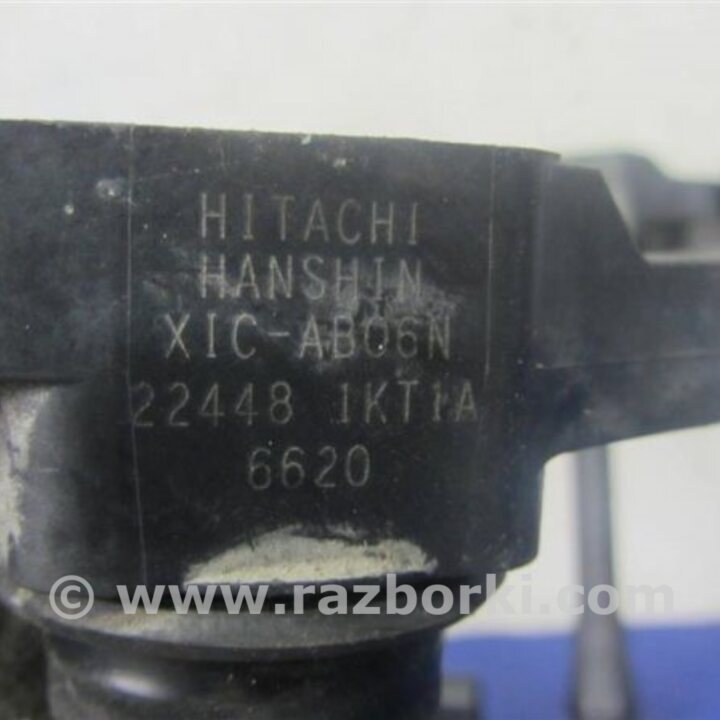 HITACHI
HANSHIN
XIC-AB06N
22448 1KT1A
6620
© www.razborki.com